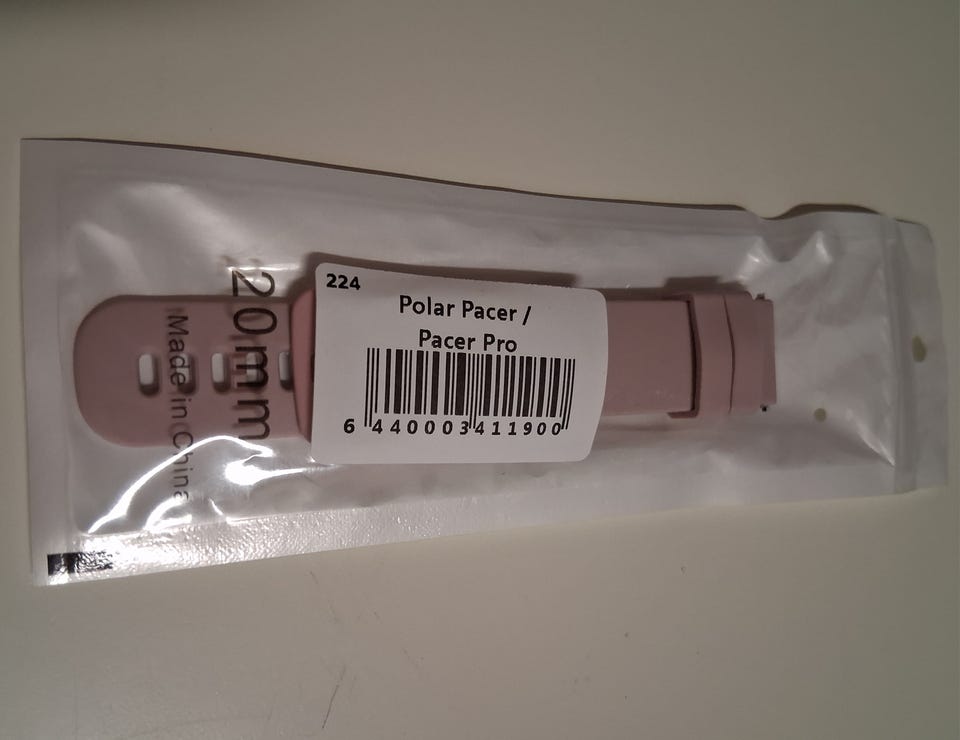 224
Polar Pacer /
Pacer Pro
6 440003 411900
20mm
Made in China